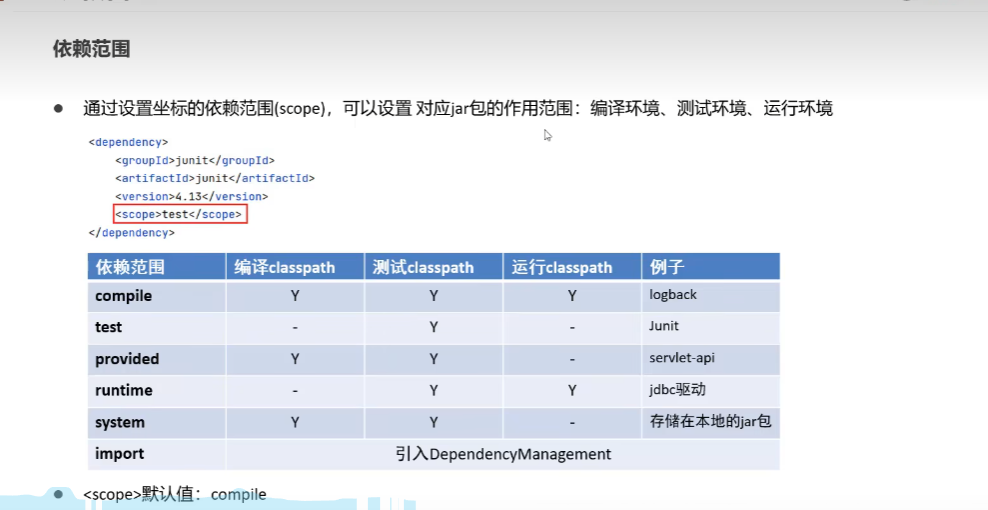 依赖范围
通过设置坐标的依赖范围(scope)，可以设置 对应jar包的作用范围：编译环境、测试环境、运行环境
<dependency>
<groupId>junit</groupId>
<artifactId>junit</artifactId>
<version>4.13</version>
<scope>test</scope>
</dependency>
依赖范围 编译classpath 测试classpath 运行classpath 例子
compile Y Y Y logback
test - Y - Junit
provided Y Y - servlet-api
runtime - Y Y jdbc驱动
system Y Y - 存储在本地的jar包
import 引入DependencyManagement
<scope>默认值：compile